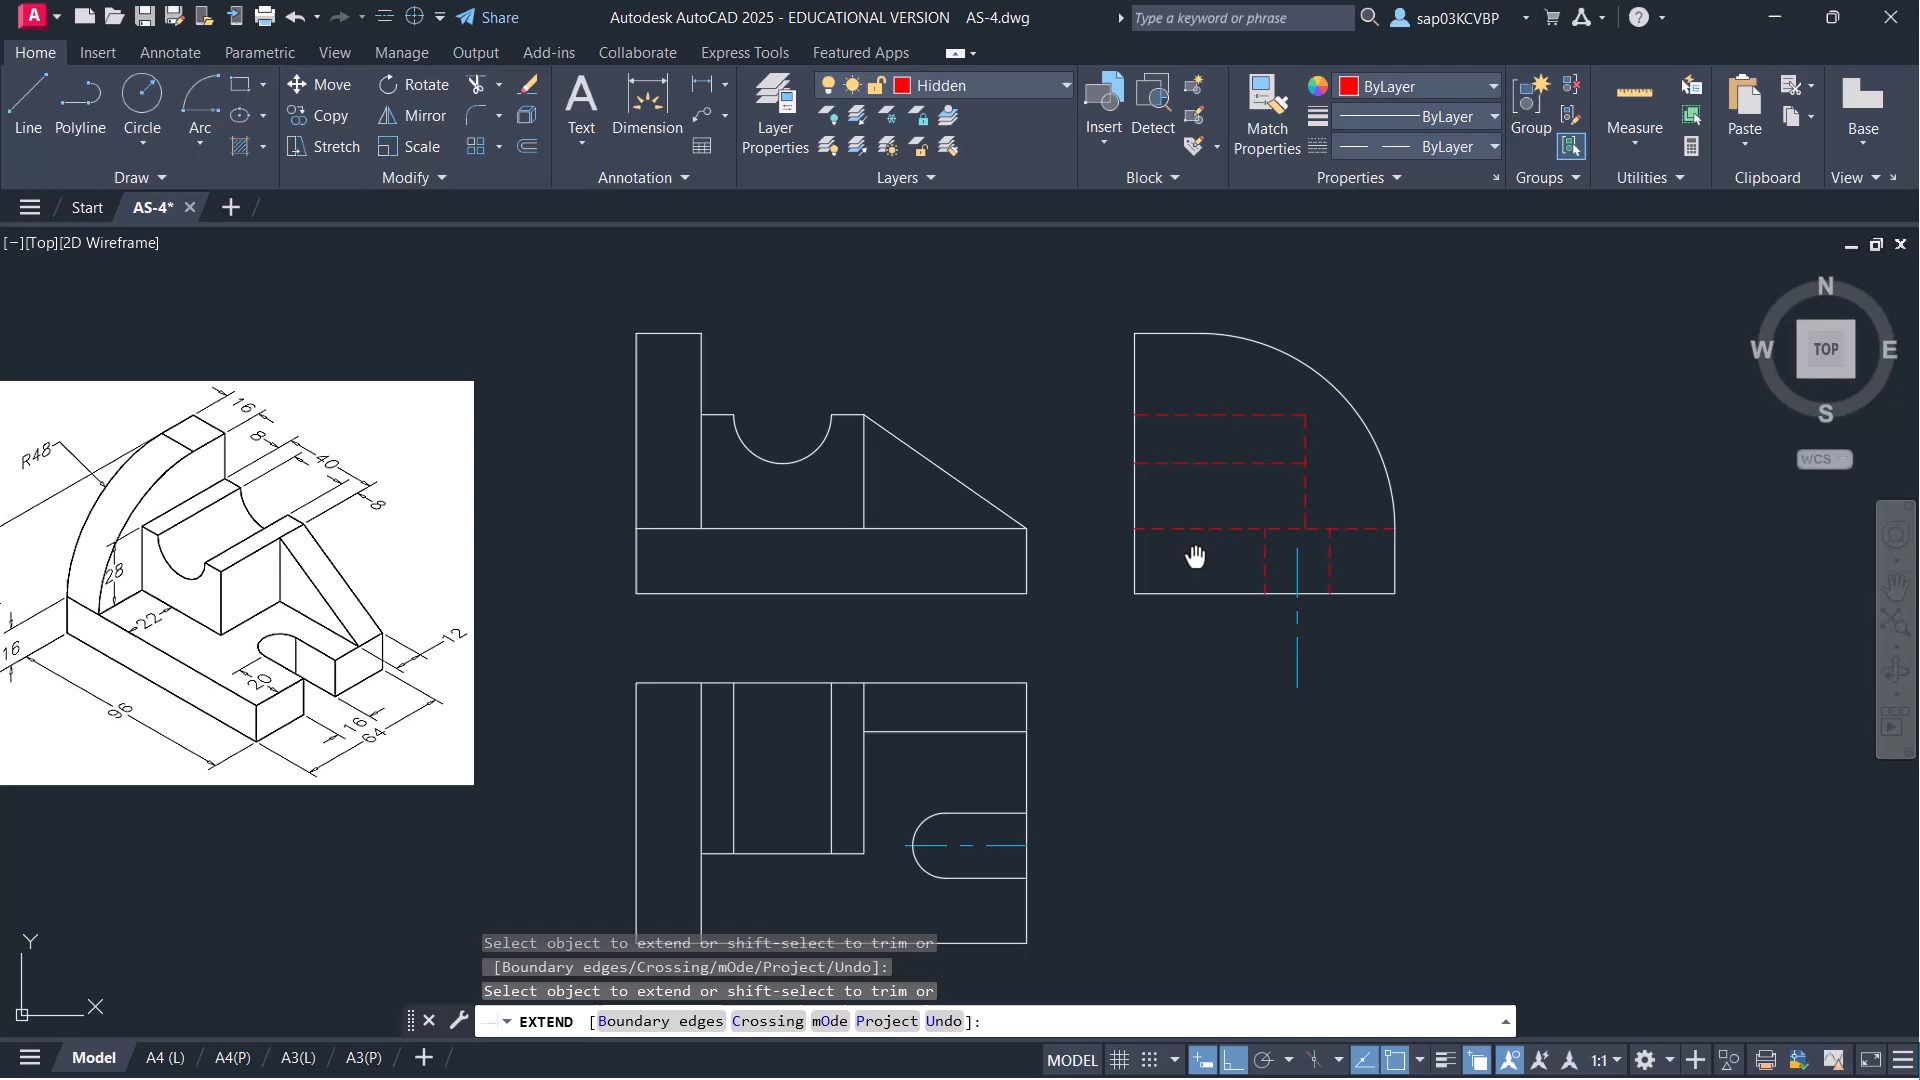 A Share Autodesk AutoCAD 2025 - EDUCATIONAL VERSION AS-4.dwg Type a keyword or phrase sap03KCVBP
Home Insert Annotate Parametric View Manage Output Add-ins Collaborate Express Tools Featured Apps
Line Polyline Circle Arc
Move Rotate
Copy Mirror
Stretch Scale
Text Dimension
Layer
Properties
Hidden
Insert Detect
Match
Properties
ByLayer
ByLayer
ByLayer
Group Measure Paste Base
Draw Modify Annotation Layers Block Properties Groups Utilities Clipboard View
Start AS-4*
[−][Top][2D Wireframe]
N
W TOP E
S
WCS
16
8
R48
40
8
28
22
12
16
20
96
16
64
Y
X
Select object to extend or shift-select to trim or
[Boundary edges/Crossing/mOde/Project/Undo]:
Select object to extend or shift-select to trim or
EXTEND [Boundary edges Crossing mOde Project Undo]:
Model A4 (L) A4(P) A3(L) A3(P) MODEL 1:1